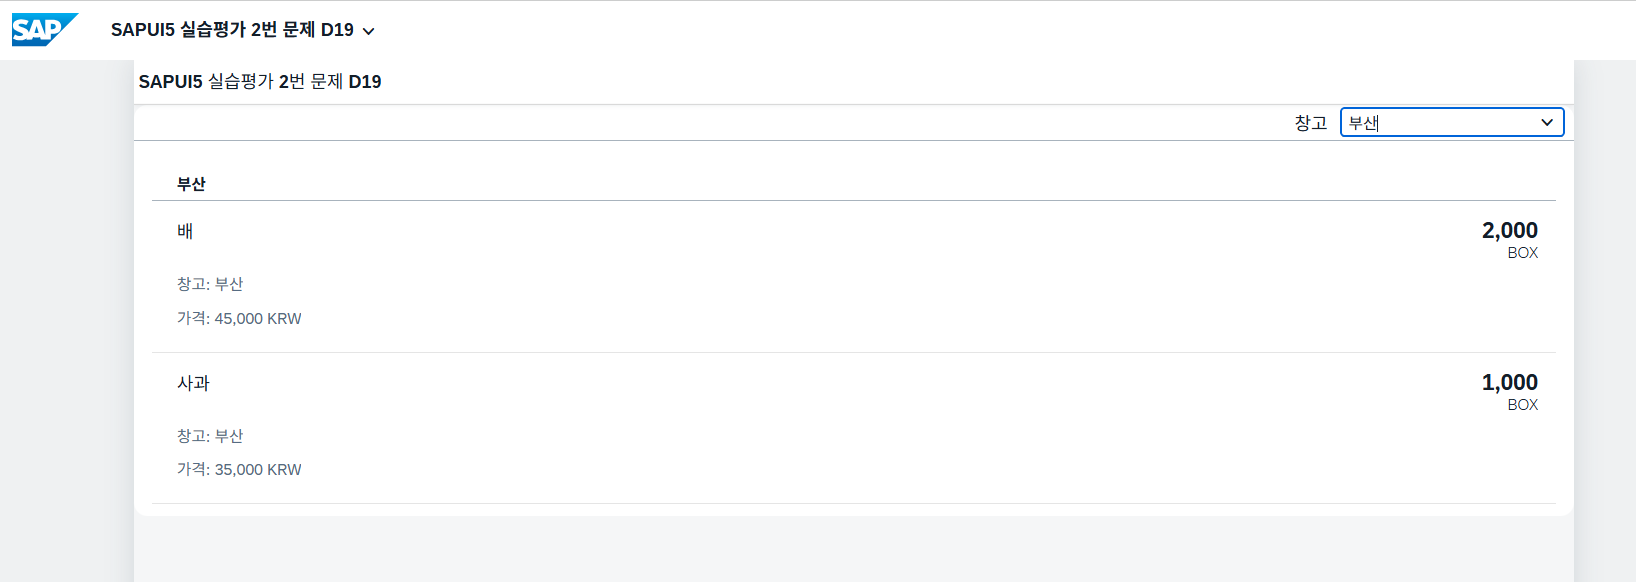 SAP SAPUI5 실습평가 2번 문제 D19
SAPUI5 실습평가 2번 문제 D19
창고 부산
부산
배 2,000
BOX
창고: 부산
가격: 45,000 KRW
사과 1,000
BOX
창고: 부산
가격: 35,000 KRW